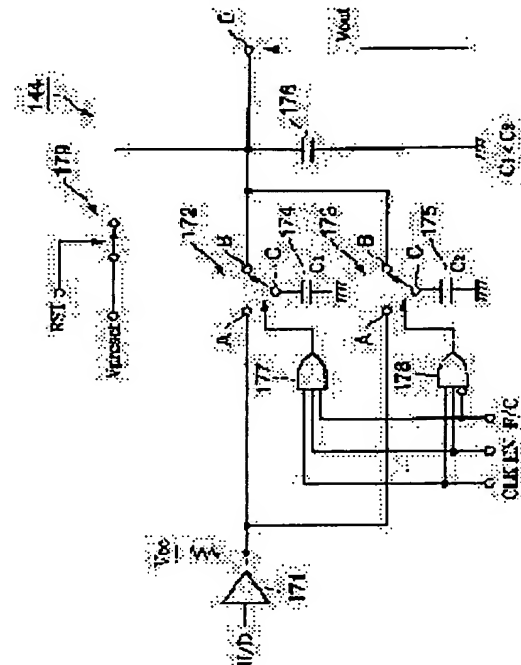 144
179
RST
Vpreset
172
A
B
C
174
C1
173
A
B
C
175
C2
176
177
178
D
Vout
C1<C2
Vcc
171
U/D
CLK EN F/C